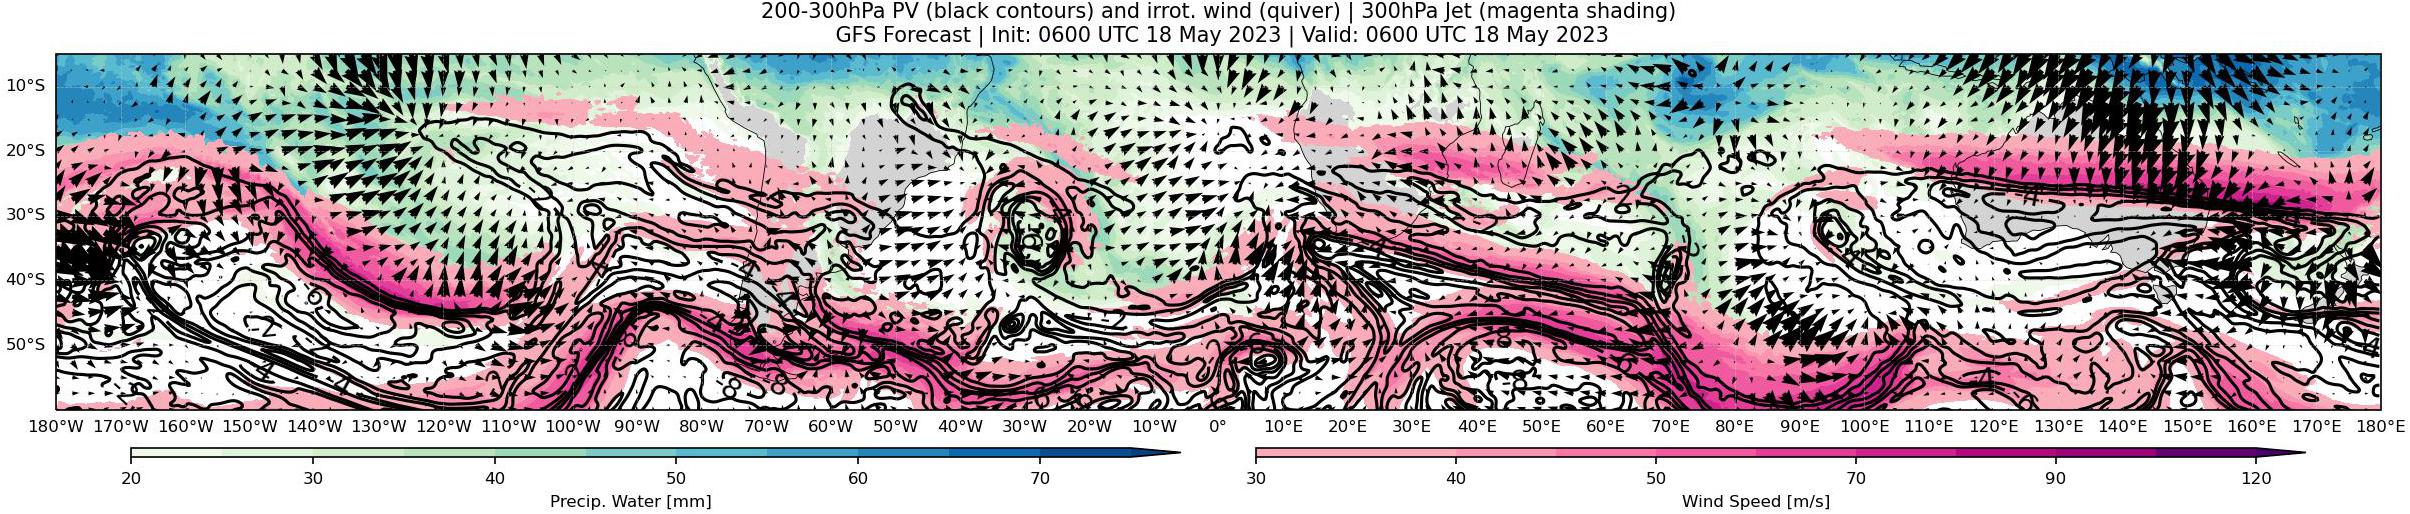 200-300hPa PV (black contours) and irrot. wind (quiver) | 300hPa Jet (magenta shading)
GFS Forecast | Init: 0600 UTC 18 May 2023 | Valid: 0600 UTC 18 May 2023
10°S
20°S
30°S
40°S
50°S
180°W 170°W 160°W 150°W 140°W 130°W 120°W 110°W 100°W 90°W 80°W 70°W 60°W 50°W 40°W 30°W 20°W 10°W 0° 10°E 20°E 30°E 40°E 50°E 60°E 70°E 80°E 90°E 100°E 110°E 120°E 130°E 140°E 150°E 160°E 170°E 180°E
20 30 40 50 60 70
Precip. Water [mm]
30 40 50 70 90 120
Wind Speed [m/s]